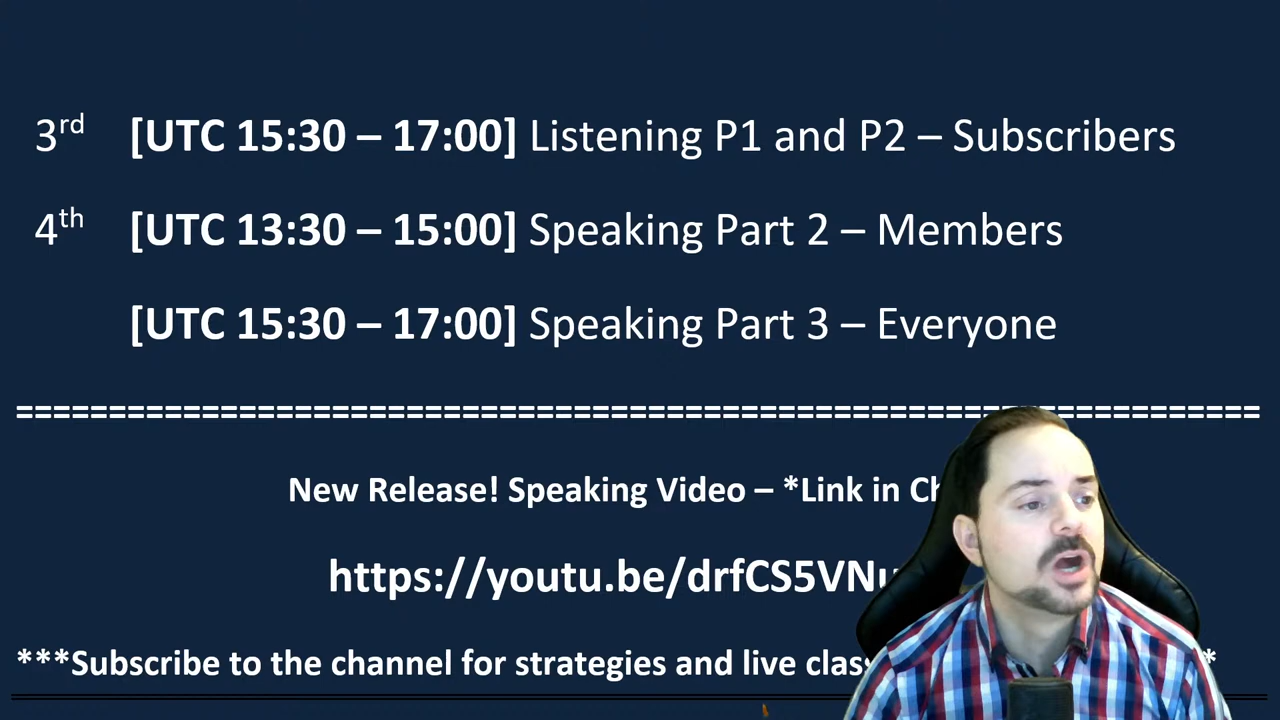 3rd [UTC 15:30 – 17:00] Listening P1 and P2 – Subscribers
4th [UTC 13:30 – 15:00] Speaking Part 2 – Members
[UTC 15:30 – 17:00] Speaking Part 3 – Everyone
====================================================================
New Release! Speaking Video – *Link in
https://youtu.be/drfCS5VN
***Subscribe to the channel for strategies and live *